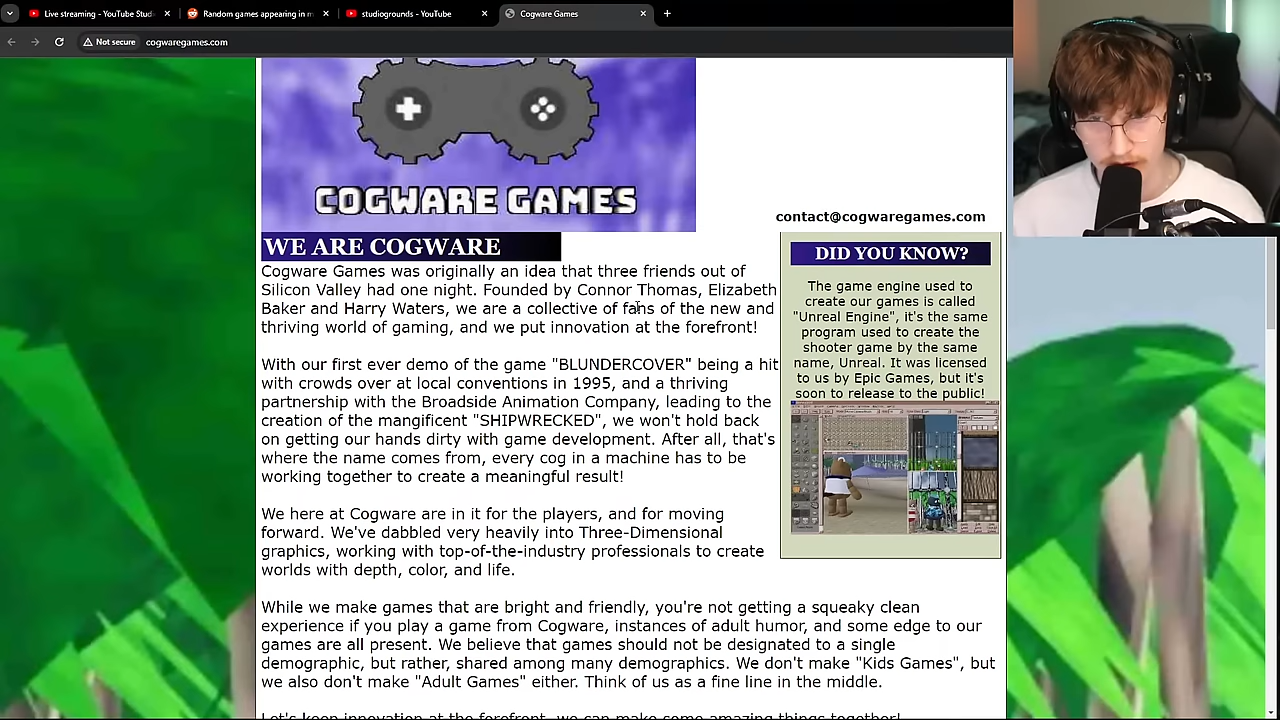 Live streaming - YouTube Stud
Random games appearing in m
studiogrounds - YouTube
Cogware Games
Not secure
cogwaregames.com
COGWARE GAMES
contact@cogwaregames.com
WE ARE COGWARE
Cogware Games was originally an idea that three friends out of
Silicon Valley had one night. Founded by Connor Thomas, Elizabeth
Baker and Harry Waters, we are a collective of fans of the new and
thriving world of gaming, and we put innovation at the forefront!
With our first ever demo of the game "BLUNDERCOVER" being a hit
with crowds over at local conventions in 1995, and a thriving
partnership with the Broadside Animation Company, leading to the
creation of the mangificent "SHIPWRECKED", we won't hold back
on getting our hands dirty with game development. After all, that's
where the name comes from, every cog in a machine has to be
working together to create a meaningful result!
We here at Cogware are in it for the players, and for moving
forward. We've dabbled very heavily into Three-Dimensional
graphics, working with top-of-the-industry professionals to create
worlds with depth, color, and life.
While we make games that are bright and friendly, you're not getting a squeaky clean
experience if you play a game from Cogware, instances of adult humor, and some edge to our
games are all present. We believe that games should not be designated to a single
demographic, but rather, shared among many demographics. We don't make "Kids Games", but
we also don't make "Adult Games" either. Think of us as a fine line in the middle.
Let's keep innovation at the forefront, we can make some amazing things together!
DID YOU KNOW?
The game engine used to
create our games is called
"Unreal Engine", it's the same
program used to create the
shooter game by the same
name, Unreal. It was licensed
to us by Epic Games, but it's
soon to release to the public!